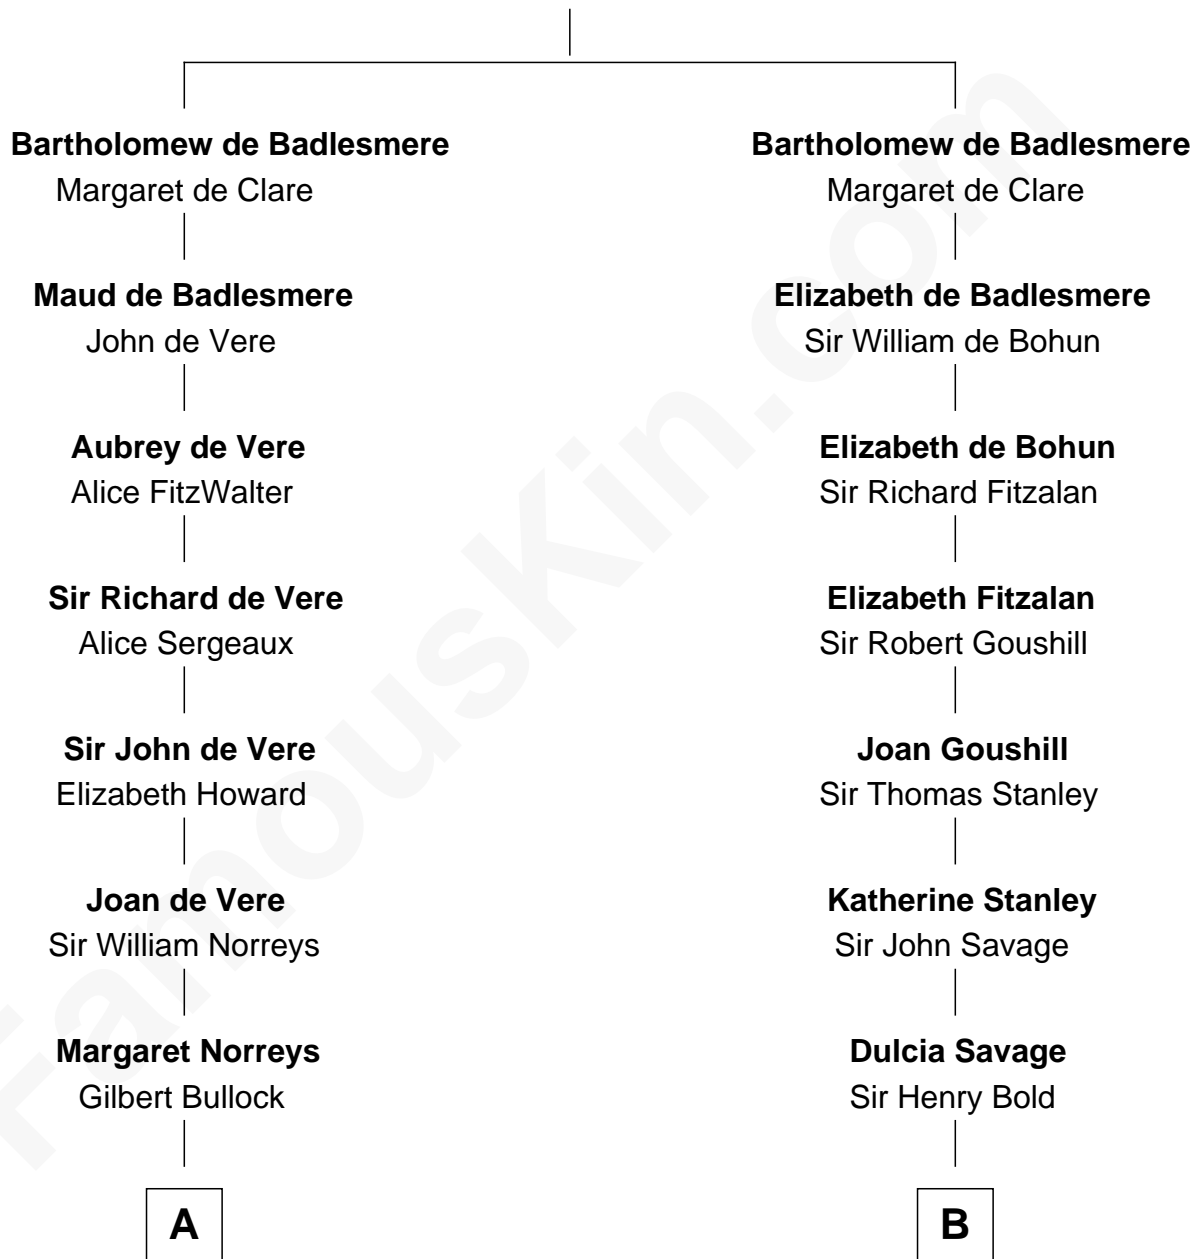 Bartholomew de Badlesmere
Margaret de Clare
Maud de Badlesmere
John de Vere
Aubrey de Vere
Alice FitzWalter
Sir Richard de Vere
Alice Sergeaux
Sir John de Vere
Elizabeth Howard
Joan de Vere
Sir William Norreys
Margaret Norreys
Gilbert Bullock
A
Bartholomew de Badlesmere
Margaret de Clare
Elizabeth de Badlesmere
Sir William de Bohun
Elizabeth de Bohun
Sir Richard Fitzalan
Elizabeth Fitzalan
Sir Robert Goushill
Joan Goushill
Sir Thomas Stanley
Katherine Stanley
Sir John Savage
Dulcia Savage
Sir Henry Bold
B
FamousKin.com